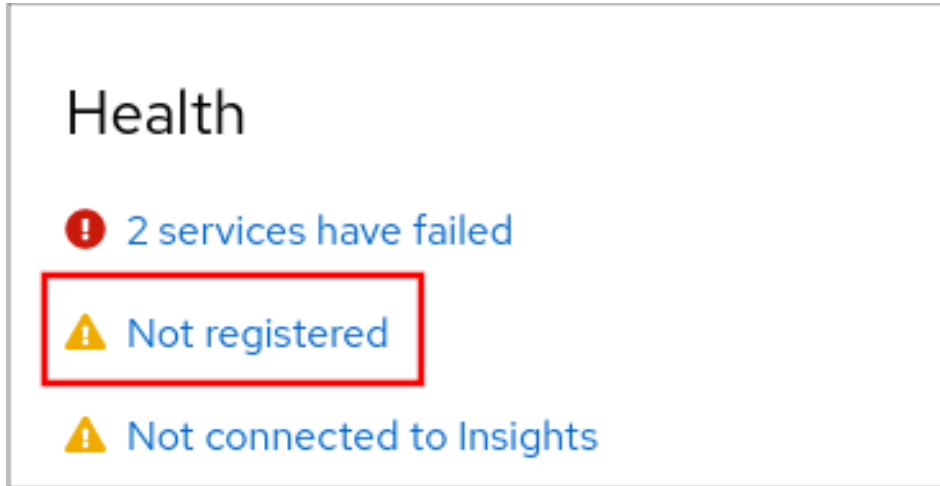 Health
2 services have failed
Not registered
Not connected to Insights